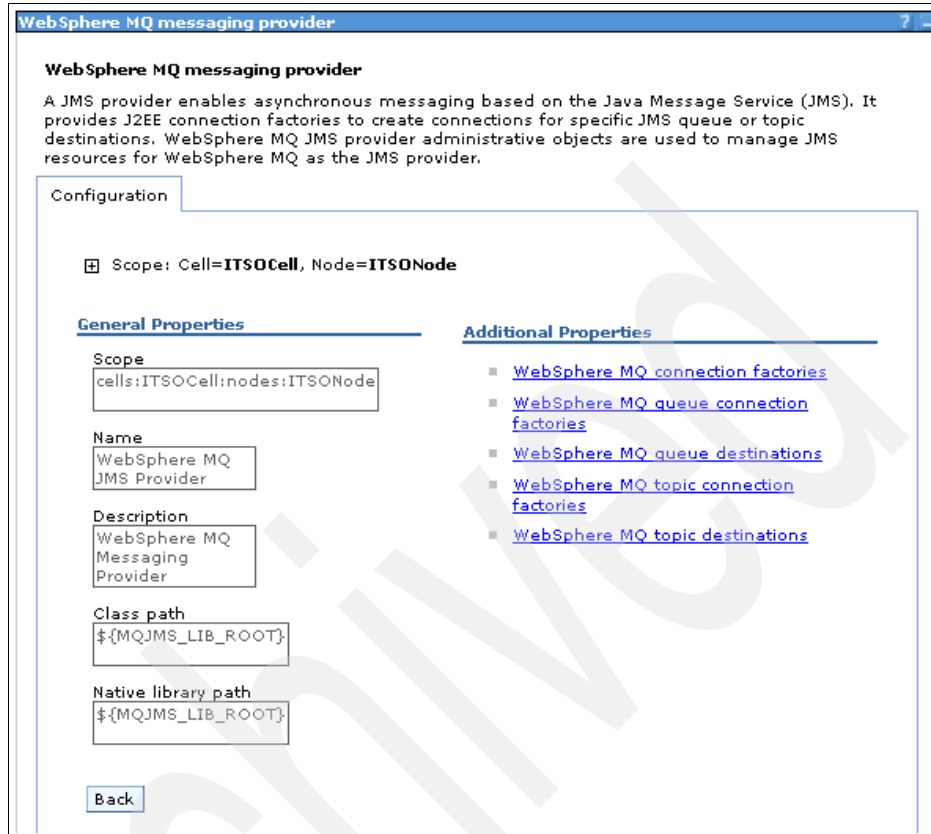 WebSphere MQ messaging provider
? –
WebSphere MQ messaging provider
A JMS provider enables asynchronous messaging based on the Java Message Service (JMS). It
provides J2EE connection factories to create connections for specific JMS queue or topic
destinations. WebSphere MQ JMS provider administrative objects are used to manage JMS
resources for WebSphere MQ as the JMS provider.
Configuration
Scope: Cell=ITSOCell, Node=ITSONode
General Properties
Scope
cells:ITSOCell:nodes:ITSONode
Name
WebSphere MQ
JMS Provider
Description
WebSphere MQ
Messaging
Provider
Class path
${MQJMS_LIB_ROOT}
Native library path
${MQJMS_LIB_ROOT}
Back
Additional Properties
WebSphere MQ connection factories
WebSphere MQ queue connection
factories
WebSphere MQ queue destinations
WebSphere MQ topic connection
factories
WebSphere MQ topic destinations
hived